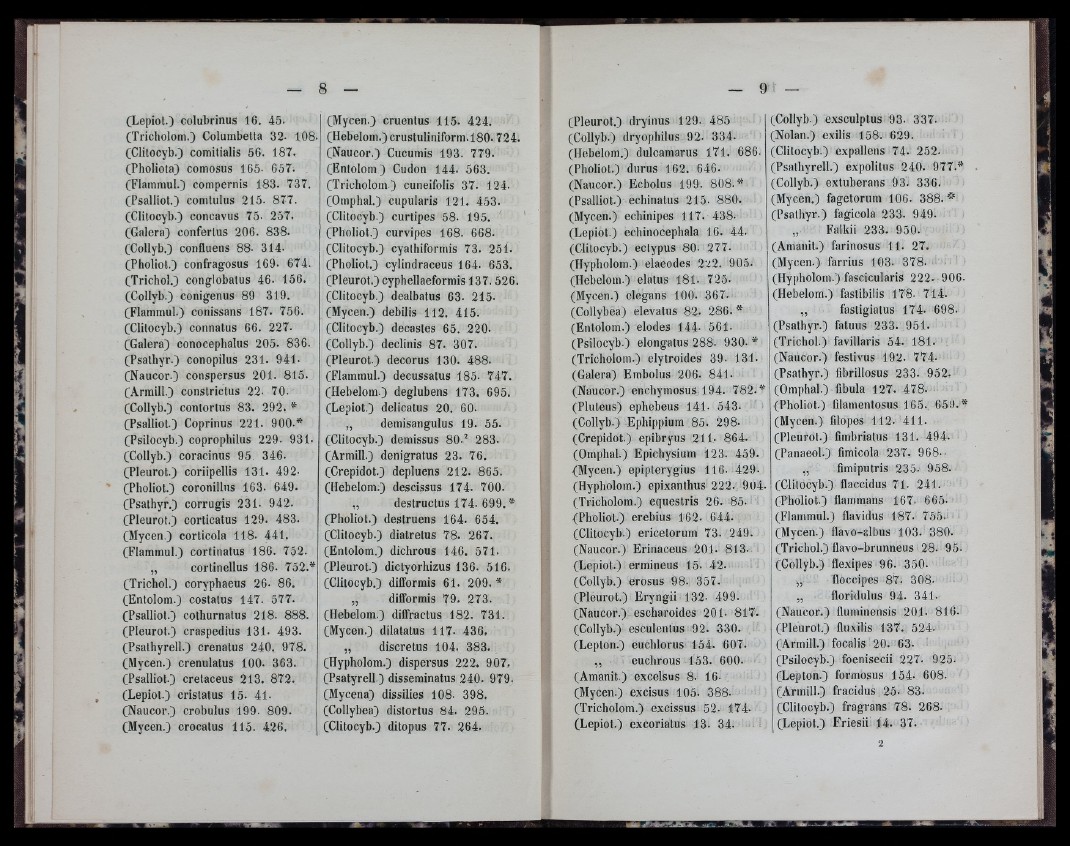 — 8 —
(Lepiot.) colubrinus 16. 45.
(Tricholom.) Columbetta 32. 108.
(Clitocyb.) comitialis 56. 187.
(Pholiota) comosus 165. 657.
(Flammul.) compernis 183. 737.
(Psalliot.) comtulus 215. 877.
(Clitocyb.) concavus 75. 257.
(Galera) confertus 206. 838.
(Collyb.) confluens 88. 314.
(Pholiot.) confragosus 169. 674.
(Trichol.) conglobatus 46. 156.
(Collyb.) conigenus 89 319.
(Flammul.) conissans 187. 756.
(Clitocyb.) connatus 66. 227.
(Galera) conocephalus 205. 836.
(Psathyr.) conopilus 231. 941.
(Naucor.) conspersus 201. 815.
(Armill.) constrictus 22. 70.
(Collyb.) contortus 83. 292. *
(Psalliot.) Coprinus 221. 900.*
(Psilocyb.) coprophilus 229. 931.
(Collyb.) coracinus 95 346.
(Pleurot.) coriipellis 131. 492.
(Pholiot.) coronillus 163. 649.
(Psathyr.) corrugis 231. 942.
(Pleurot.) corticatus 129. 483.
(Mycen.) corticola 118. 441.
(Flammul.) cortinatus 186. 752.
„ cortinellus 186. 752.*
(Trichol.) coryphaeus 26. 86.
(Entolom.) costatus 147. 577.
(Psalliot.) cothurnatus 218. 888.
(Pleurot.) craspedius 131. 493.
(Psathyrell.) crenatus 240. 978.
(Mycen.) crenulatus 100. 363.
(Psalliot.) cretaceus 213. 872.
(Lepiot.) cristatus 15. 41.
(Naucor.) crobulus 199. 809.
(Mycen.) crocatus 115. 426.
(Mycen.) cruentus 115. 424.
(Hebelom.) crustuliniform. 180. 724.
(Naucor.) Cucumis 193. 779.
(Entolom) Cudon 144. 563.
(Tricholom) cuneifolis 37. 124.
(Omphal.) cupularis 121. 453.
(Clitocyb.) curtipes 58. 195.
(Pholiot.) curvipes 168. 668.
(Clitocyb.) cyathiformis 73. 251.
(Pholiot.) cylindraceus 164. 653.
(Pleurot.) cyphellaeformis 137. 526.
(Clitocyb.) dealbatus 63. 215.
(Mycen.) debilis 112. 415.
(Clitocyb.) decastes 65. 220.
(Collyb.) declinis 87. 307.
(Pleurot.) decorus 130. 488.
(Flammul.) decussatus 185. 747.
(Hebelom.) deglubens 173. 695.
(Lepiot.) delicatus 20. 60.
„ demisangulus 19. 55.
(Clitocyb.) demissus 80.² 283.
(Armill.) denigratus 23. 76.
(Crepidot.) depluens 212. 865.
(Hebelom.) descissus 174. 700.
„ destructus 174. 699. *
(Pholiot.) destruens 164. 654.
(Clitocyb.) diatretus 78. 267.
(Entolom.) dichrous 146. 571.
(Pleurot.) dictyorhizus 136. 516.
(Clitocyb.) difformis 61. 209. *
„ difformis 79. 273.
(Hebelom.) diffractus 182. 731.
(Mycen.) dilatatus 117. 436.
„ discretus 104. 383.
(Hypholom.) dispersus 222. 907.
(Psatyrell.) disseminatus 240. 979.
(Mycena) dissilies 108. 398.
(Collybea) distortus 84. 295.
(Clitocyb.) ditopus 77. 264.
— 9 —
(Pleurot.) dryinus 129. 485
(Collyb.) dryophilus 92. 334.
(Hebelom.) dulcamarus 171. 686.
(Pholiot.) durus 162. 646.
(Naucor.) Ecbolus 199. 808.*
(Psalliot.) echinatus 215. 880.
(Mycen.) echinipes 117. 438.
(Lepiot.) echinocephala 16. 44.
(Clitocyb.) ectypus 80. 277.
(Hypholom.) elaeodes 222. 905.
(Hebelom.) elatus 181. 725.
(Mycen.) elegans 100. 367.
(Collybea) elevatus 82. 286. *
(Entolom.) elodes 144. 561.
(Psilocyb.) elongatus 288. 930. *
(Tricholom.) elytroides 39. 131.
(Galera) Embolus 206. 841.
(Naucor.) enchymosus 194. 782.*
(Pluteus) ephebeus 141. 543.
(Collyb.) Ephippium 85. 298.
(Crepidot.) epibryus 211. 864.
(Omphal.) Epichysium 123. 459.
(Mycen.) epipterygius 116. 429.
(Hypholom.) epixanthus 222. 904.
(Tricholom.) equestris 26. 85.
(Pholiot.) erebius 162. 644.
(Clitocyb.) ericetorum 73. 249.
(Naucor.) Erinaceus 201. 813.
(Lepiot.) ermineus 15. 42.
(Collyb.) erosus 98. 357.
(Pleurot.) Eryngii 132. 499.
(Naucor.) escharoides 201. 817.
(Collyb.) esculentus 92. 330.
(Lepton.) euchlorus 154. 607.
„ euchrous 153. 600.
(Amanit.) excelsus 8. 16.
(Mycen.) excisus 105. 388.
(Tricholom.) excissus 52. 174.
(Lepiot.) excoriatus 13. 34.
(Collyb.) exsculptus 93. 337.
(Nolan.) exilis 158. 629.
(Clitocyb.) expallens 74. 252.
(Psathyrell.) expolitus 240. 977.*
(Collyb.) extuberans 93. 336.
(Mycen.) fagetorum 106. 388. *
(Psathyr.) fagicola 233. 949.
„ Falkii 233. 950.
(Amanit.) farinosus 11. 27.
(Mycen.) farrius 103. 378.
(Hypholom.) fascicularis 222. 906.
(Hebelom.) fastibilis 178. 714.
„ fastigiatus 174. 698.
(Psathyr.) fatuus 233. 951.
(Trichol.) favillaris 54. 181.
(Naucor.) festivus 192. 774.
(Psathyr.) fibrillosus 233. 952.
(Omphal.) fibula 127. 478.
(Pholiot.) filamentosus 165. 659.*
(Mycen.) filopes 112. 411.
(Pleurot.) fimbriatus 131. 494.
(Panaeol.) fimicola 237. 968.
„ fimiputris 235. 958.
(Clitocyb.) flaccidus 71. 241.
(Pholiot.) flammans 167. 665.
(Flammul.) flavidus 187. 755.
(Mycen.) flavo-albus 103. 380.
(Trichol.) flavo-brunneus 28. 95.
(Collyb.) flexipes 96. 350.
„ floccipes 87. 308.
„ floridulus 94. 341.
(Naucor.) fluminensis 201. 816.
(Pleurot.) fluxilis 137. 524.
(Armill.) focalis 20. 63.
(Psilocyb.) foenisecii 227. 925.
(Lepton.) formosus 154. 608.
(Armill.) fracidus 25. 83.
(Clitocyb.) fragrans 78. 268.
(Lepiot.) Friesii 14. 37.
2